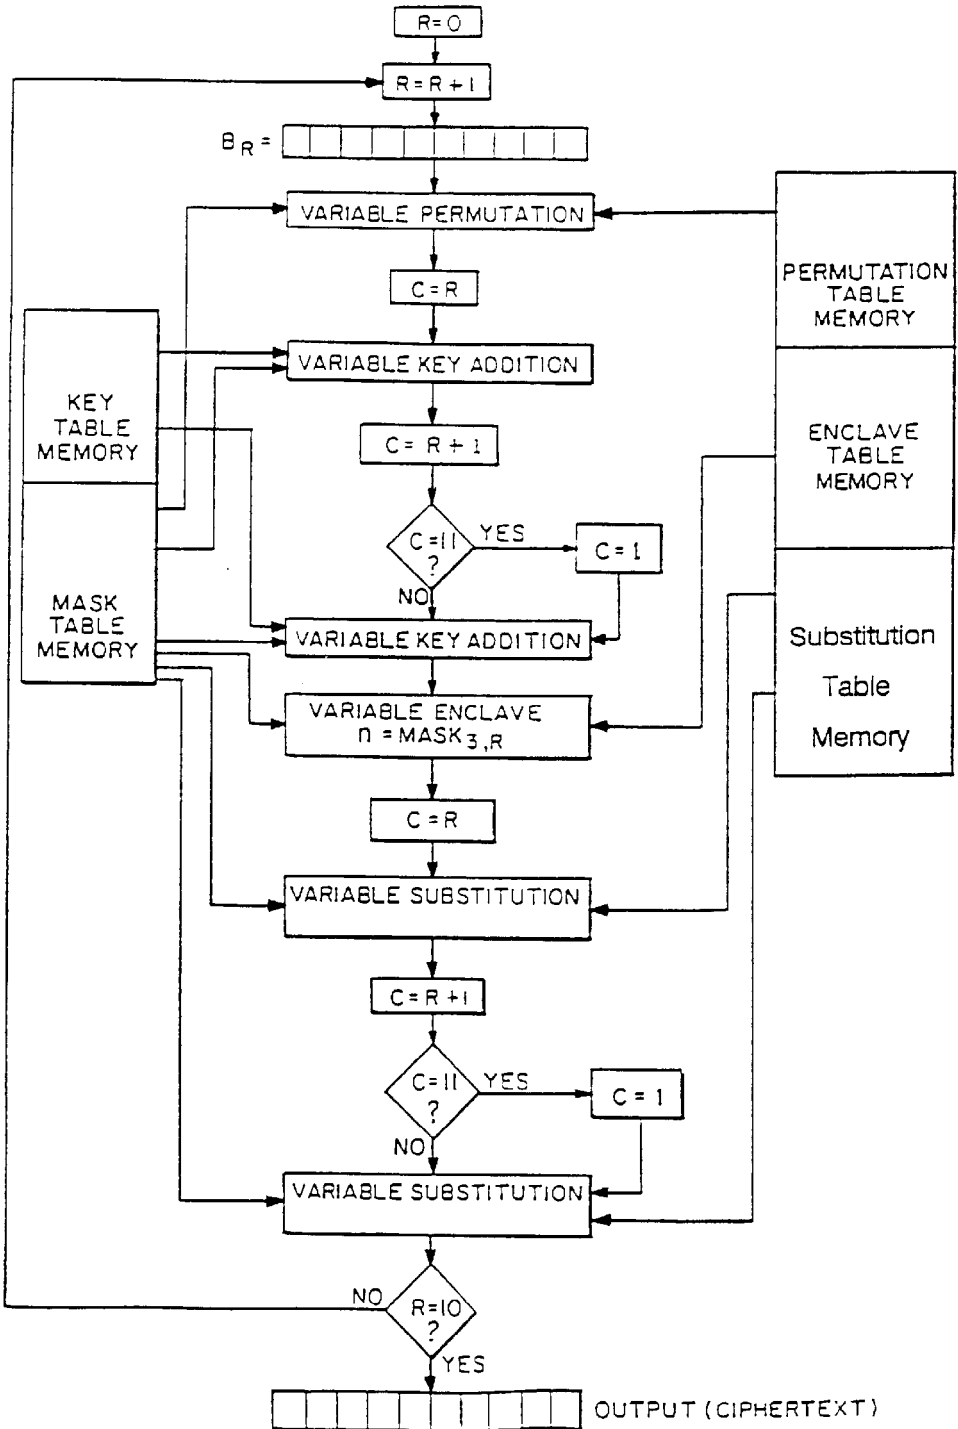 R=0
R=R+1
B_R=
VARIABLE PERMUTATION
C=R
PERMUTATION
TABLE
MEMORY
VARIABLE KEY ADDITION
KEY
TABLE
MEMORY
C=R+1
ENCLAVE
TABLE
MEMORY
C=11
?
YES
C=1
NO
MASK
TABLE
MEMORY
VARIABLE KEY ADDITION
Substitution
Table
Memory
VARIABLE ENCLAVE
n=MASK3,R
C=R
VARIABLE SUBSTITUTION
C=R+1
C=11
?
YES
C=1
NO
VARIABLE SUBSTITUTION
NO
R=10
?
YES
OUTPUT (CIPHERTEXT)